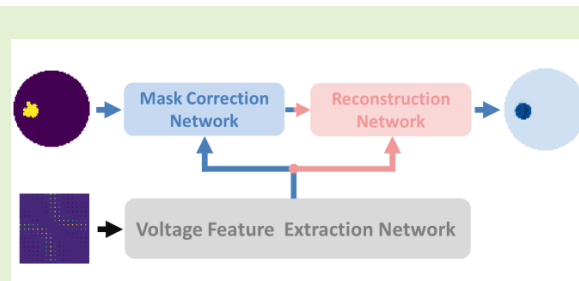 Mask Correction
Network
Reconstruction
Network
Voltage Feature Extraction Network